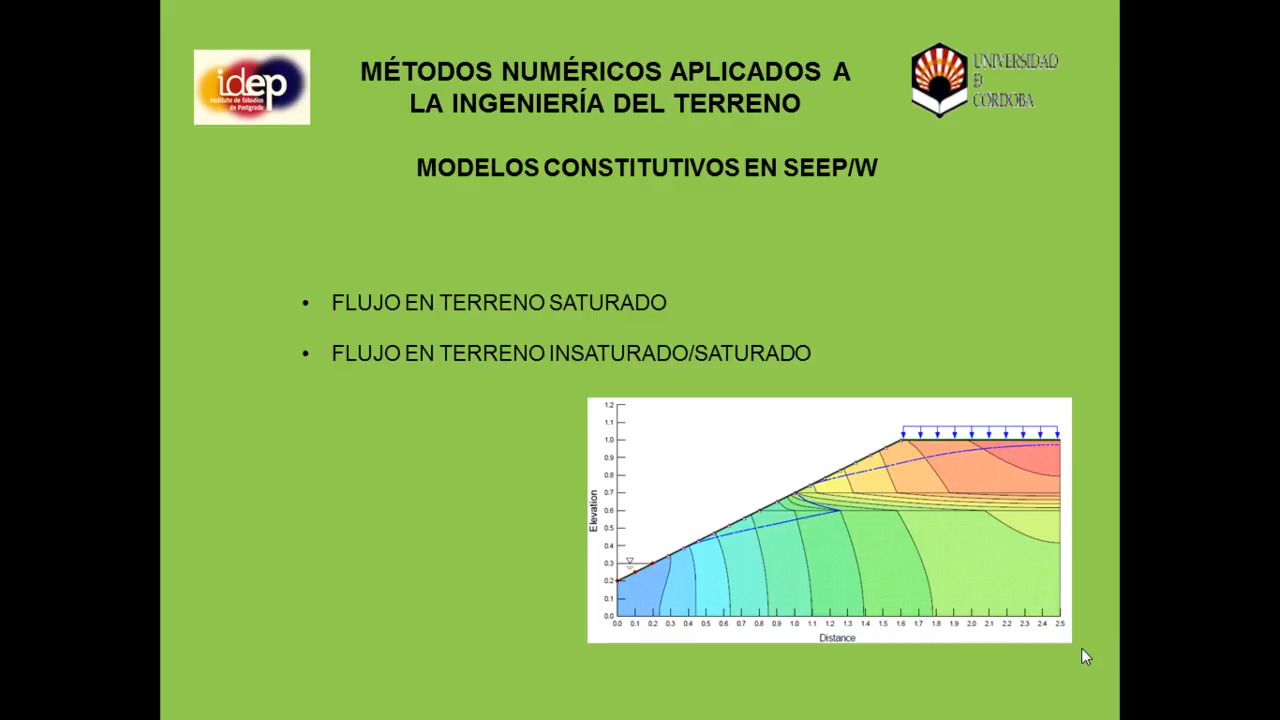 idep
Instituto de Estudios
de Postgrado
MÉTODOS NUMÉRICOS APLICADOS A
LA INGENIERÍA DEL TERRENO
UNIVERSIDAD
DE
CORDOBA
MODELOS CONSTITUTIVOS EN SEEP/W
• FLUJO EN TERRENO SATURADO
• FLUJO EN TERRENO INSATURADO/SATURADO
1.2
1.1
1.0
0.9
0.8
0.7
0.6
0.5
0.4
0.3
0.2
0.1
0.0
Elevation
0.0 0.1 0.2 0.3 0.4 0.5 0.6 0.7 0.8 0.9 1.0 1.1 1.2 1.3 1.4 1.5 1.6 1.7 1.8 1.9 2.0 2.1 2.2 2.3 2.4 2.5
Distance